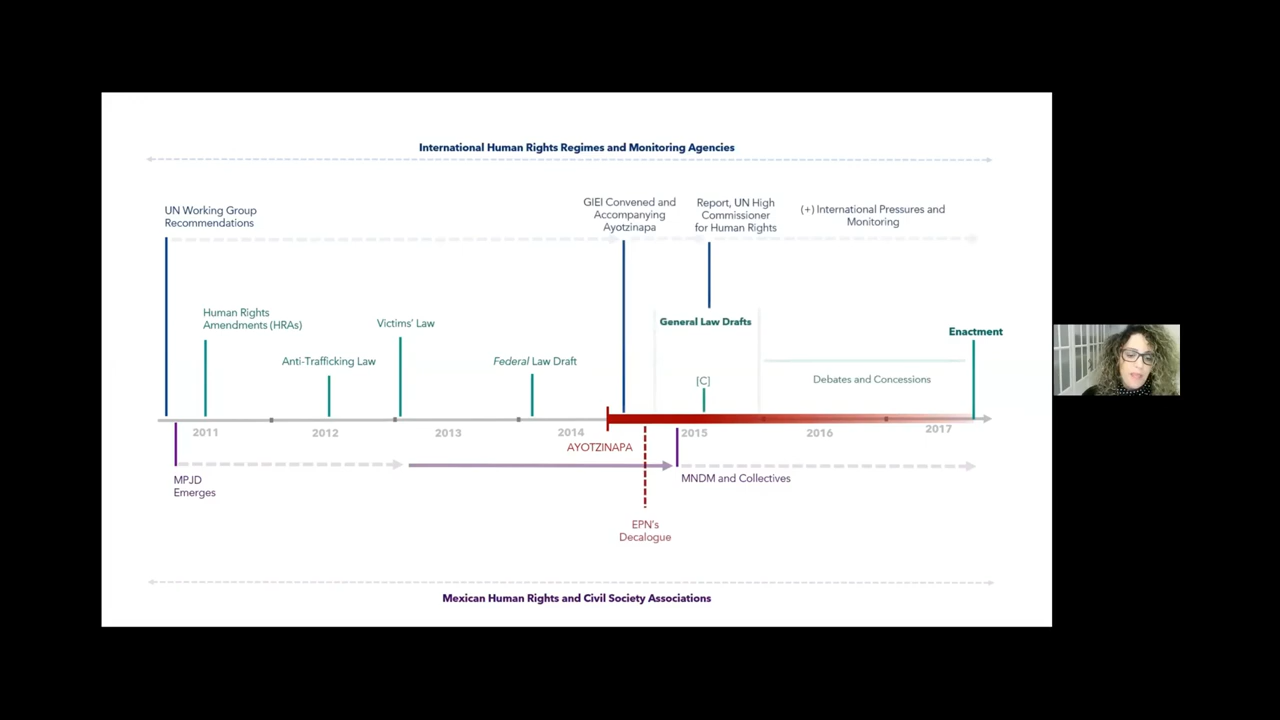 International Human Rights Regimes and Monitoring Agencies
UN Working Group
Recommendations
GIEI Convened and
Accompanying
Ayotzinapa
Report, UN High
Commissioner
for Human Rights
(+) International Pressures and
Monitoring
Human Rights
Amendments (HRAs)
Anti-Trafficking Law
Victims' Law
Federal Law Draft
General Law Drafts
[C]
Debates and Concessions
Enactment
2011
2012
2013
2014
2015
2016
2017
AYOTZINAPA
MPJD
Emerges
MNDM and Collectives
EPN's
Decalogue
Mexican Human Rights and Civil Society Associations